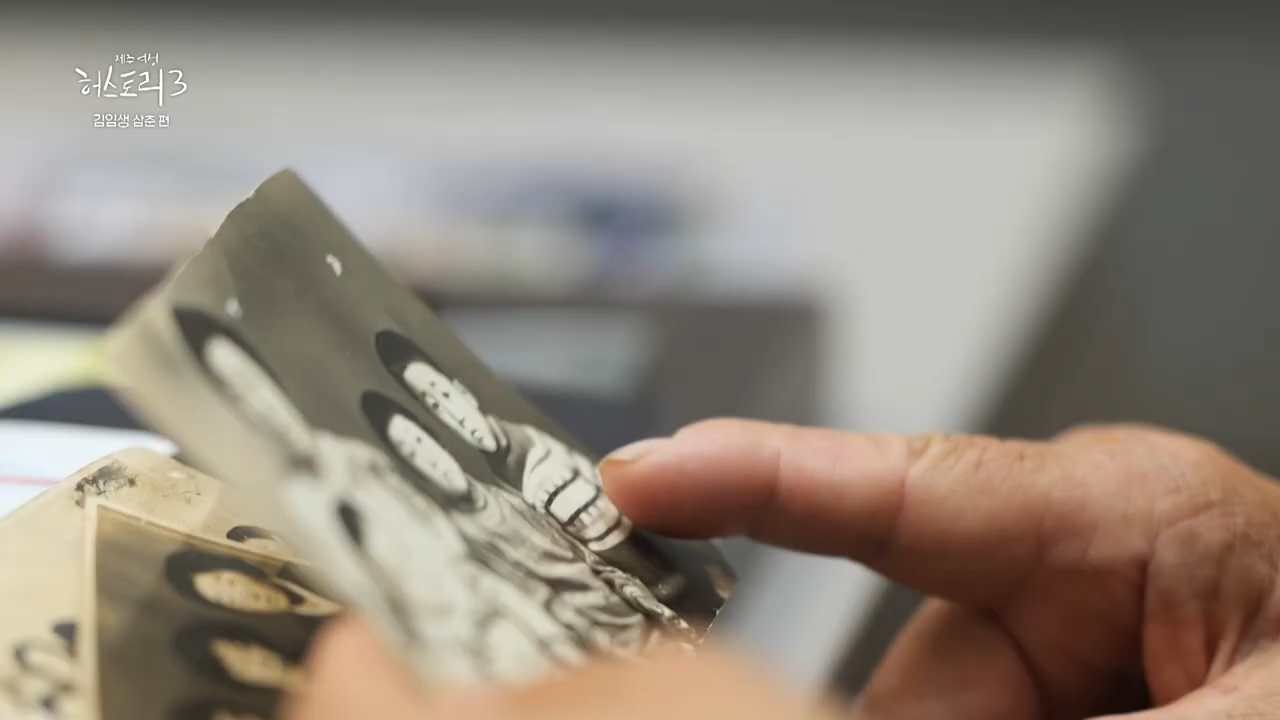 제주 여성
허스토리 3
김임생 삼춘 편